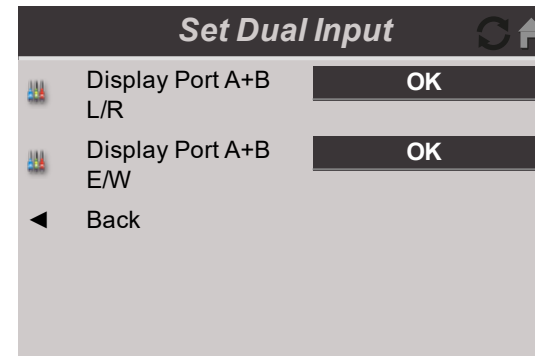 Set Dual Input
Display Port A+B OK
L/R
Display Port A+B OK
E/W
Back